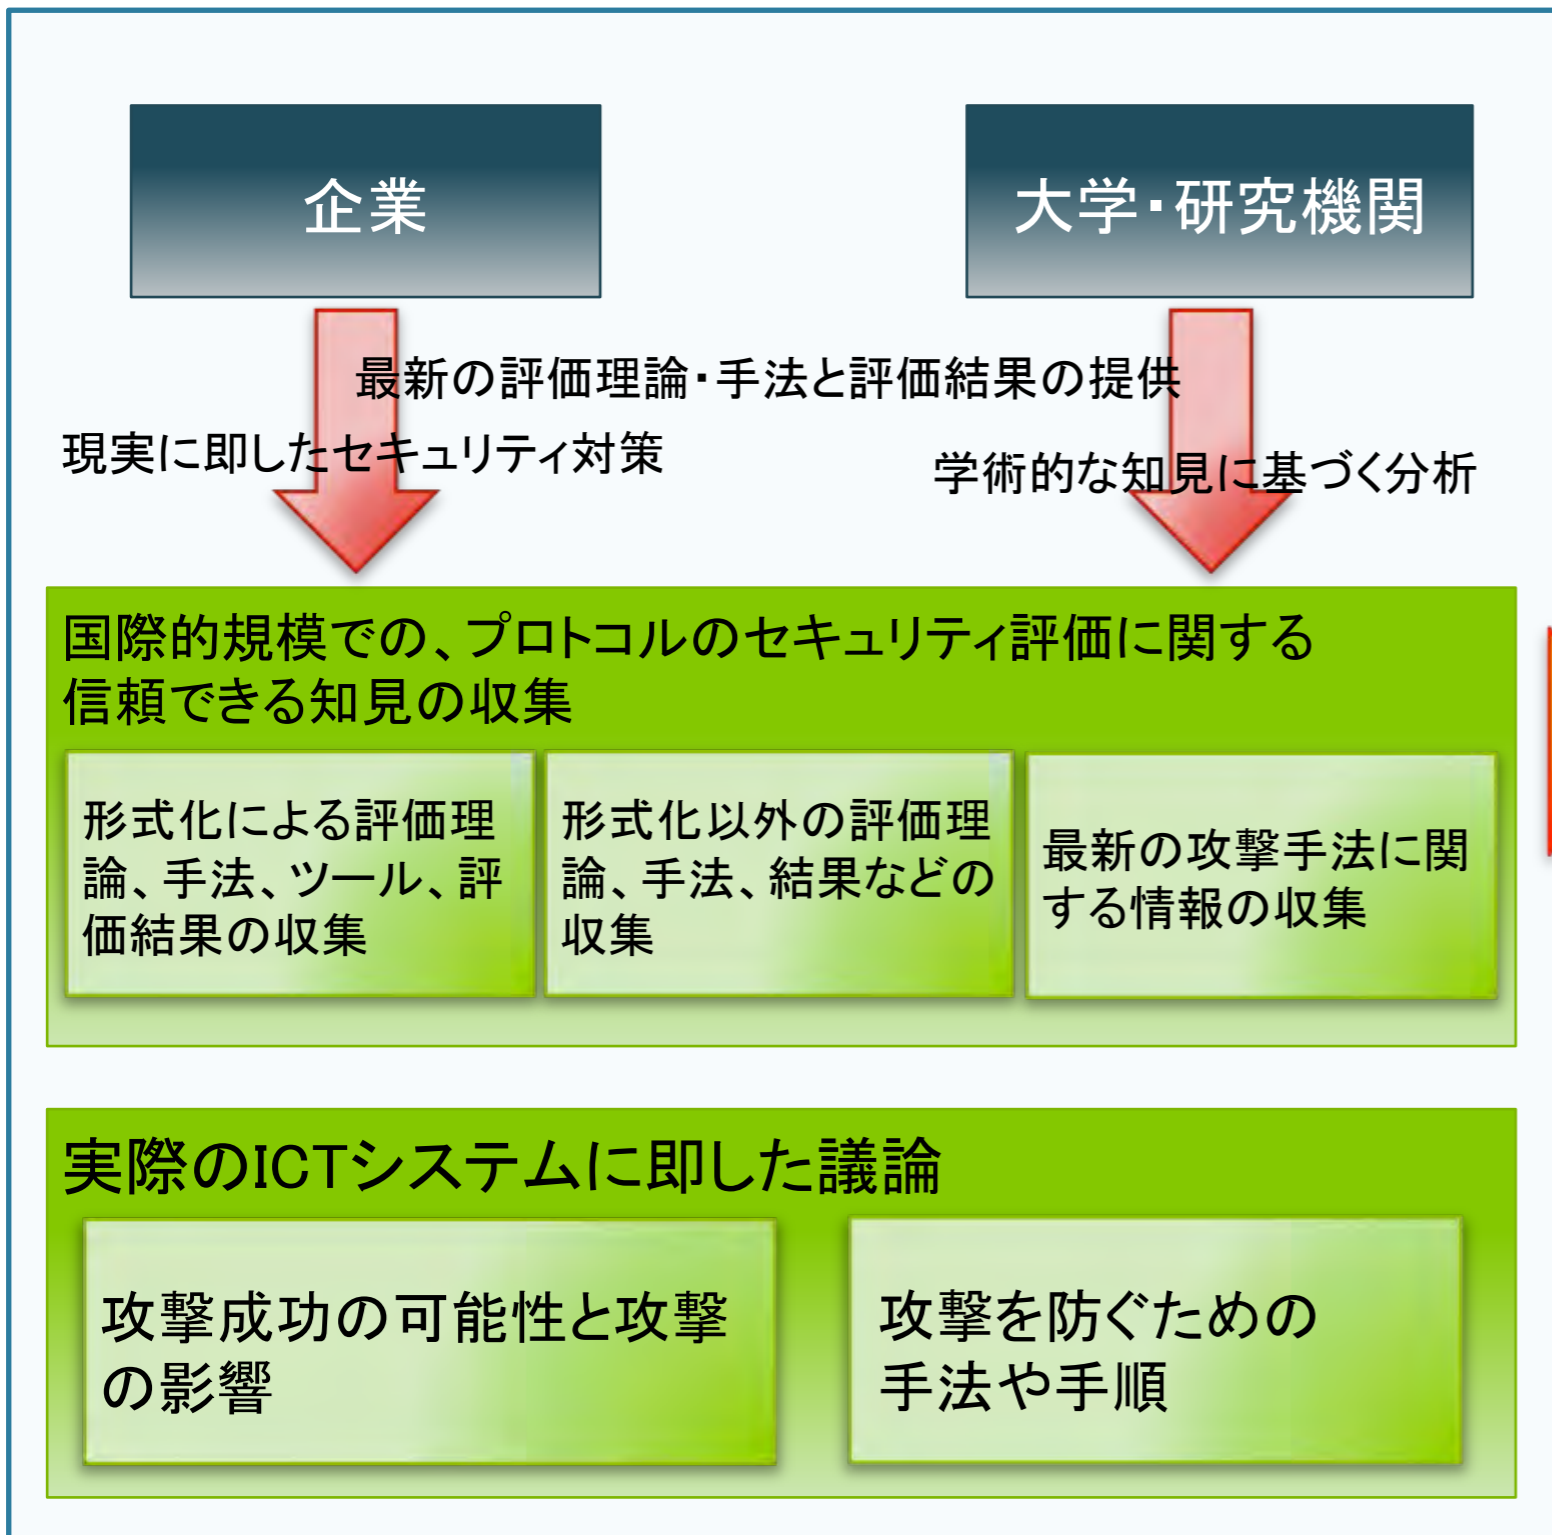 企業
大学・研究機関
最新の評価理論・手法と評価結果の提供
現実に即したセキュリティ対策
学術的な知見に基づく分析
国際的規模での、プロトコルのセキュリティ評価に関する
信頼できる知見の収集
形式化による評価理
論、手法、ツール、評
価結果の収集
形式化以外の評価理
論、手法、結果などの
収集
最新の攻撃手法に関
する情報の収集
実際のICTシステムに即した議論
攻撃成功の可能性と攻撃
の影響
攻撃を防ぐための
手法や手順